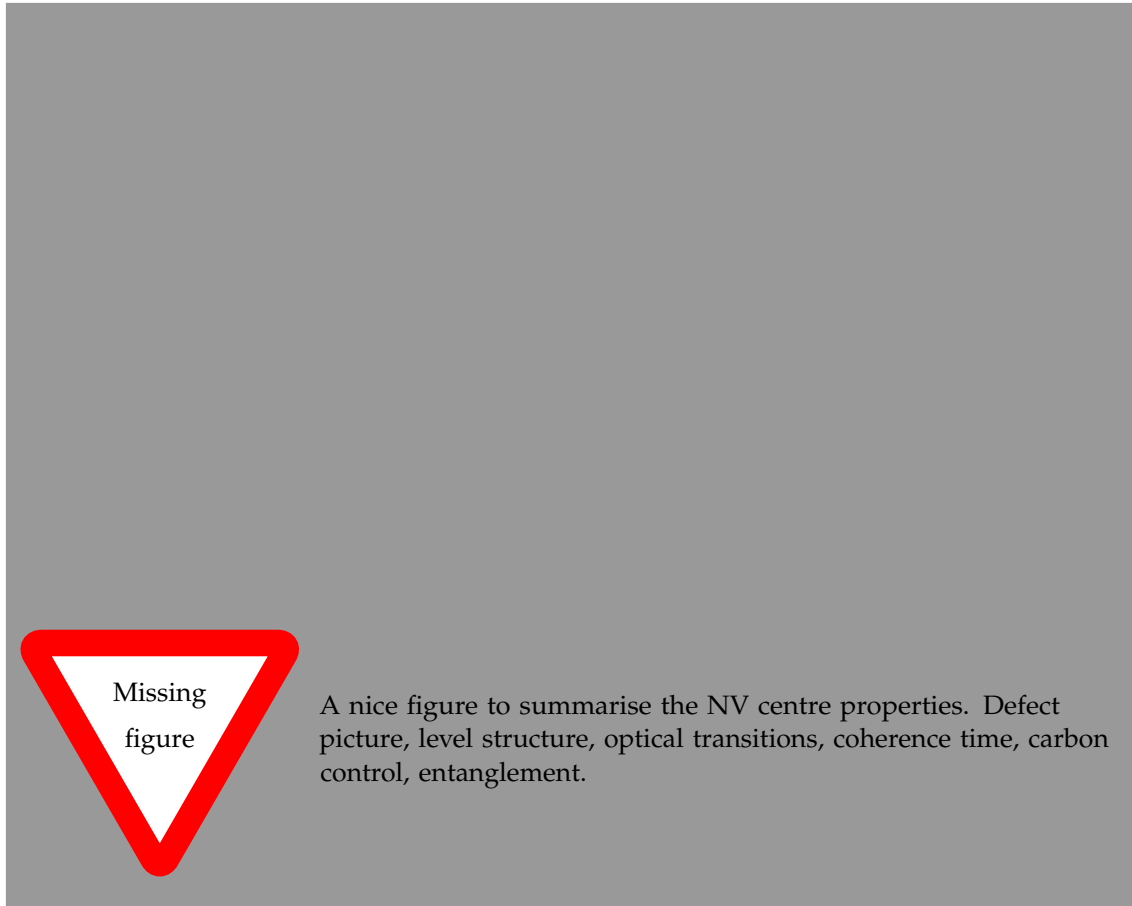 Missing
figure
A nice figure to summarise the NV centre properties. Defect
picture, level structure, optical transitions, coherence time, carbon
control, entanglement.